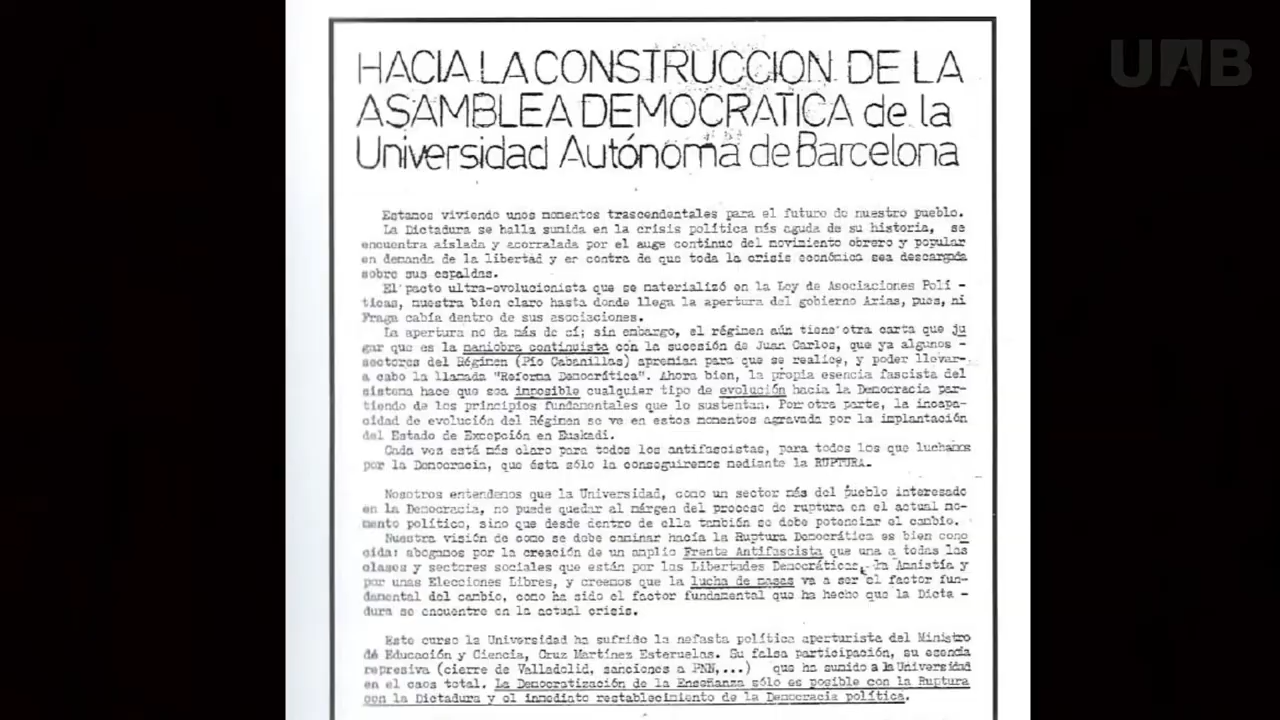 UAB
HACIA LA CONSTRUCCION DE LA
ASAMBLEA DEMOCRATICA de la
Universidad Autónoma de Barcelona
Estamos viviendo unos momentos trascendentales para el futuro de nuestro pueblo.
La Dictadura se halla sumida en la crisis política más aguda de su historia, se
encuentra aislada y acorralada por el auge continuo del movimiento obrero y popular
en demanda de la libertad y en contra de que toda la crisis económica sea descargada
sobre sus espaldas.
El pacto ultra-evolucionista que se materializó en la Ley de Asociaciones Polí -
ticas, muestra bien claro hasta donde llega la apertura del gobierno Arias, pues, ni
Fraga cabía dentro de sus asociaciones.
La apertura no da más de sí; sin embargo, el régimen aún tiene otra carta que ju
gar que es la maniobra continuista con la sucesión de Juan Carlos, que ya algunos -
sectores del Régimen (Pío Cabanillas) apremian para que se realice, y poder llevar-
a cabo la llamada "Reforma Democrática". Ahora bien, la propia esencia fascista del
sistema hace que sea imposible cualquier tipo de evolución hacia la Democracia par-
tiendo de los principios fundamentales que lo sustentan. Por otra parte, la incapa-
cidad de evolución del Régimen se ve en estos momentos agravada por la implantación
del Estado de Excepción en Euskadi.
Cada vez está más claro para todos los antifascistas, para todos los que luchamos
por la Democracia, que ésta sólo la conseguiremos mediante la RUPTURA.
Nosotros entendemos que la Universidad, como un sector más del pueblo interesado
en la Democracia, no puede quedar al márgen del proceso de ruptura en el actual mo-
mento político, sino que desde dentro de ella también se debe potenciar el cambio.
Nuestra visión de como se debe caminar hacia la Ruptura Democrática es bien cono
cida: abogamos por la creación de un amplio Frente Antifascista que una a todas las
clases y sectores sociales que están por las Libertades Democráticas, la Amnistía y
por unas Elecciones Libres, y creemos que la lucha de masas va a ser el factor fun-
damental del cambio, como ha sido el factor fundamental que ha hecho que la Dicta -
dura se encuentre en la actual crisis.
Este curso la Universidad ha sufrido la nefasta política aperturista del Ministro
de Educación y Ciencia, Cruz Martínez Esteruelas. Su falsa participación, su esencia
represiva (cierre de Valladolid, sanciones a PNN,...) que ha sumido a la Universidad
en el caos total. La Democratización de la Enseñanza sólo es posible con la Ruptura
con la Dictadura y el inmediato restablecimiento de la Democracia política.